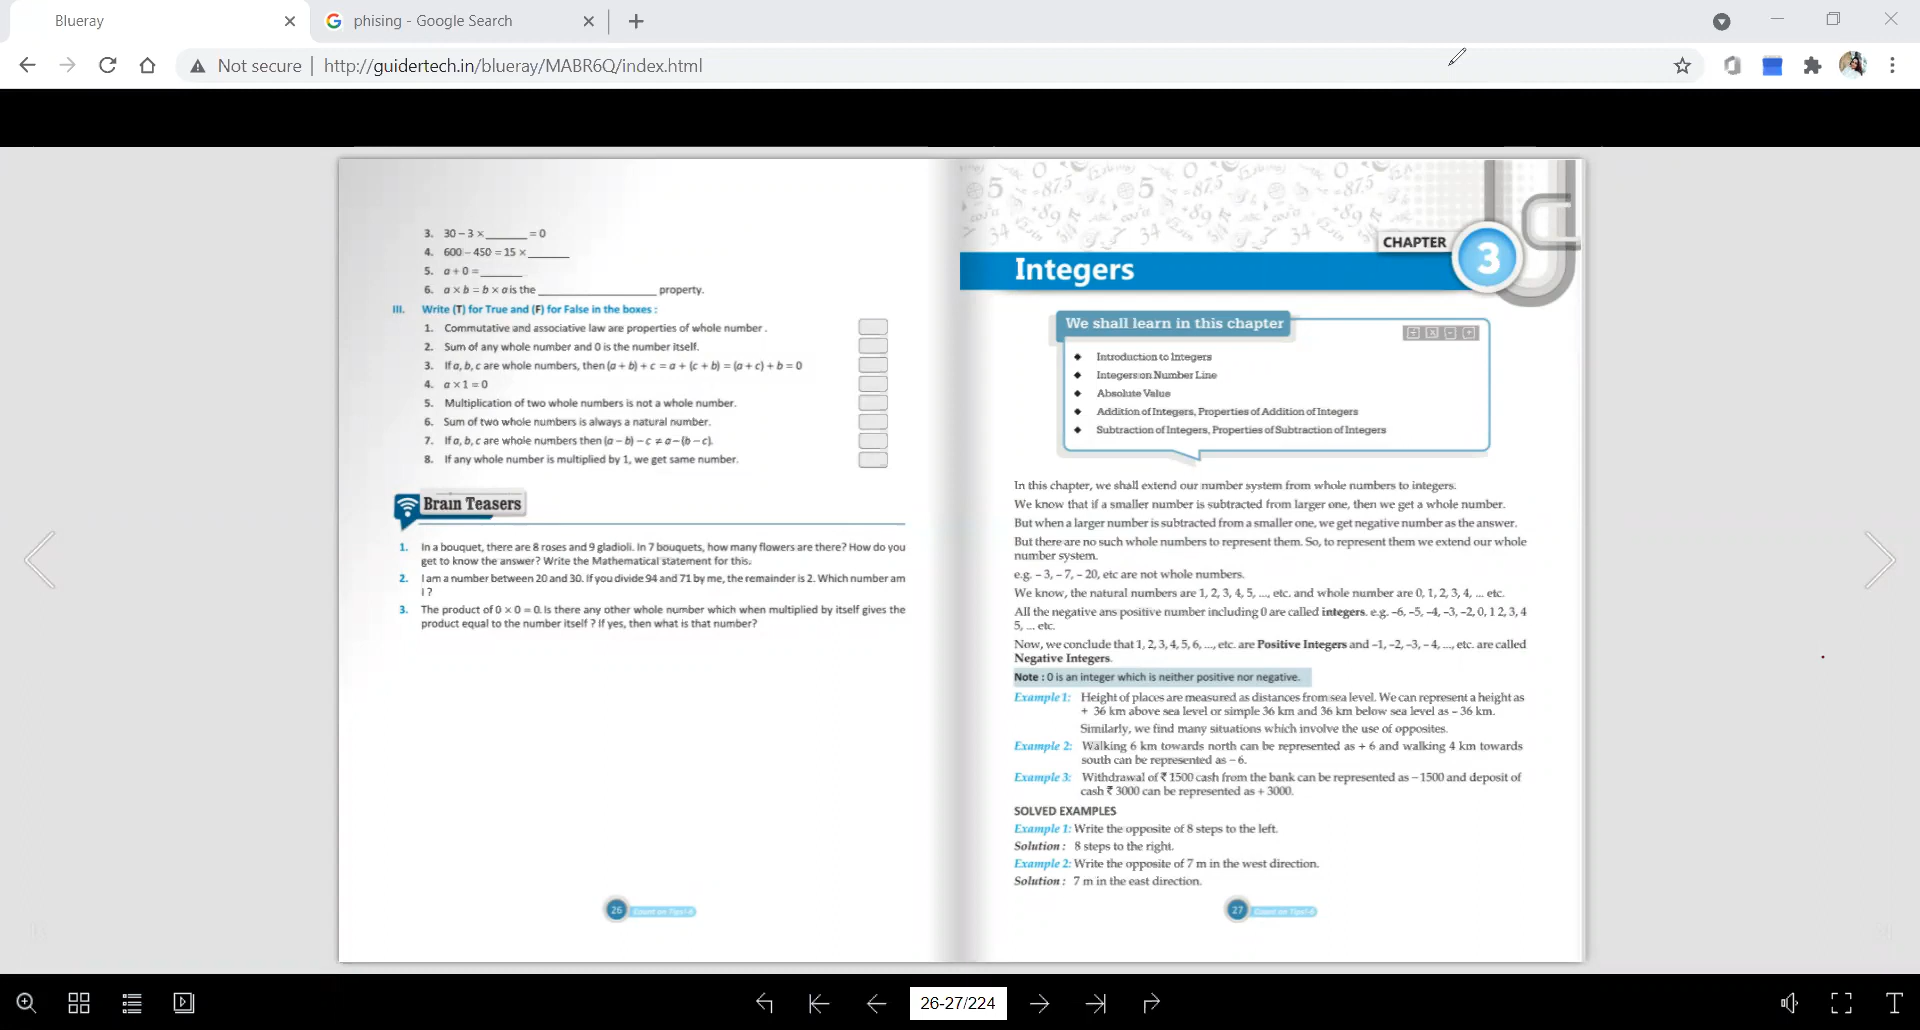 Blueray
phising - Google Search
Not secure | http://guidertech.in/blueray/MABR6Q/index.html
3. 30 – 3 × ______ = 0
4. 600 – 450 = 15 × ______
5. a + 0 = ______
6. a × b = b × a is the ______ property.
III. Write (T) for True and (F) for False in the boxes :
1. Commutative and associative law are properties of whole number .
2. Sum of any whole number and 0 is the number itself.
3. If a, b, c are whole numbers, then (a + b) + c = a + (c + b) = (a + c) + b = 0
4. a × 1 = 0
5. Multiplication of two whole numbers is not a whole number.
6. Sum of two whole numbers is always a natural number.
7. If a, b, c are whole numbers then (a – b) – c ≠ a – (b – c).
8. If any whole number is multiplied by 1, we get same number.
Brain Teasers
1. In a bouquet, there are 8 roses and 9 gladioli. In 7 bouquets, how many flowers are there? How do you
get to know the answer? Write the Mathematical statement for this.
2. I am a number between 20 and 30. If you divide 94 and 71 by me, the remainder is 2. Which number am
I ?
3. The product of 0 × 0 = 0. Is there any other whole number which when multiplied by itself gives the
product equal to the number itself ? If yes, then what is that number?
26 Count on Tips!-6
CHAPTER 3
Integers
We shall learn in this chapter
◆ Introduction to Integers
◆ Integers on Number Line
◆ Absolute Value
◆ Addition of Integers, Properties of Addition of Integers
◆ Subtraction of Integers, Properties of Subtraction of Integers
In this chapter, we shall extend our number system from whole numbers to integers.
We know that if a smaller number is subtracted from larger one, then we get a whole number.
But when a larger number is subtracted from a smaller one, we get negative number as the answer.
But there are no such whole numbers to represent them. So, to represent them we extend our whole
number system.
e.g. – 3, – 7, – 20, etc are not whole numbers.
We know, the natural numbers are 1, 2, 3, 4, 5, ..., etc. and whole number are 0, 1, 2, 3, 4, ... etc.
All the negative ans positive number including 0 are called integers. e.g. –6, –5, –4, –3, –2, 0, 1 2, 3, 4
5, ... etc.
Now, we conclude that 1, 2, 3, 4, 5, 6, ..., etc. are Positive Integers and –1, –2, –3, – 4, ..., etc. are called
Negative Integers.
Note : 0 is an integer which is neither positive nor negative.
Example 1: Height of places are measured as distances from sea level. We can represent a height as
+ 36 km above sea level or simple 36 km and 36 km below sea level as – 36 km.
Similarly, we find many situations which involve the use of opposites.
Example 2: Walking 6 km towards north can be represented as + 6 and walking 4 km towards
south can be represented as – 6.
Example 3: Withdrawal of ₹ 1500 cash from the bank can be represented as – 1500 and deposit of
cash ₹ 3000 can be represented as + 3000.
SOLVED EXAMPLES
Example 1: Write the opposite of 8 steps to the left.
Solution : 8 steps to the right.
Example 2: Write the opposite of 7 m in the west direction.
Solution : 7 m in the east direction.
27 Count on Tips!-6
26-27/224